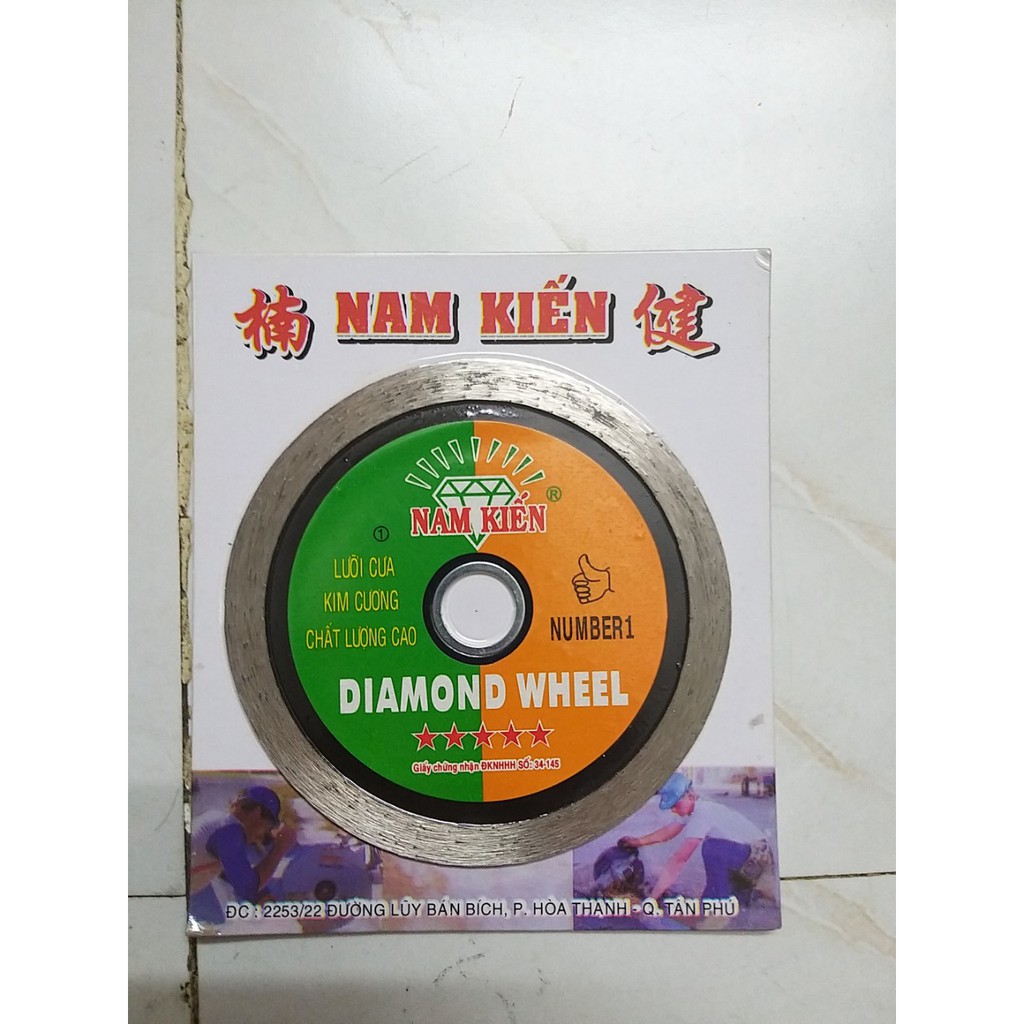 楠 NAM KIẾN 健
NAM KIẾN ®
①
LƯỠI CƯA
KIM CƯƠNG
CHẤT LƯỢNG CAO
NUMBER1
DIAMOND WHEEL
Giấy chứng nhận ĐKNHHH SỐ: 34-145
ĐC : 2253/22 ĐƯỜNG LŨY BÁN BÍCH, P. HÒA THẠNH - Q. TÂN PHÚ